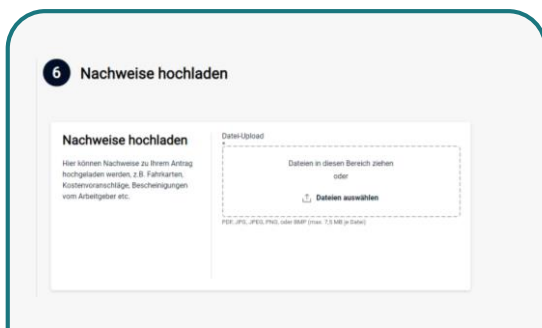 6 Nachweise hochladen
Nachweise hochladen
Hier können Nachweise zu Ihrem Antrag
hochgeladen werden, z.B. Fahrkarten,
Kostenvoranschläge, Bescheinigungen
vom Arbeitgeber etc.
Datei-Upload
*
Dateien in diesen Bereich ziehen
oder
Dateien auswählen
PDF, JPG, JPEG, PNG, oder BMP (max. 7,5 MB je Datei)